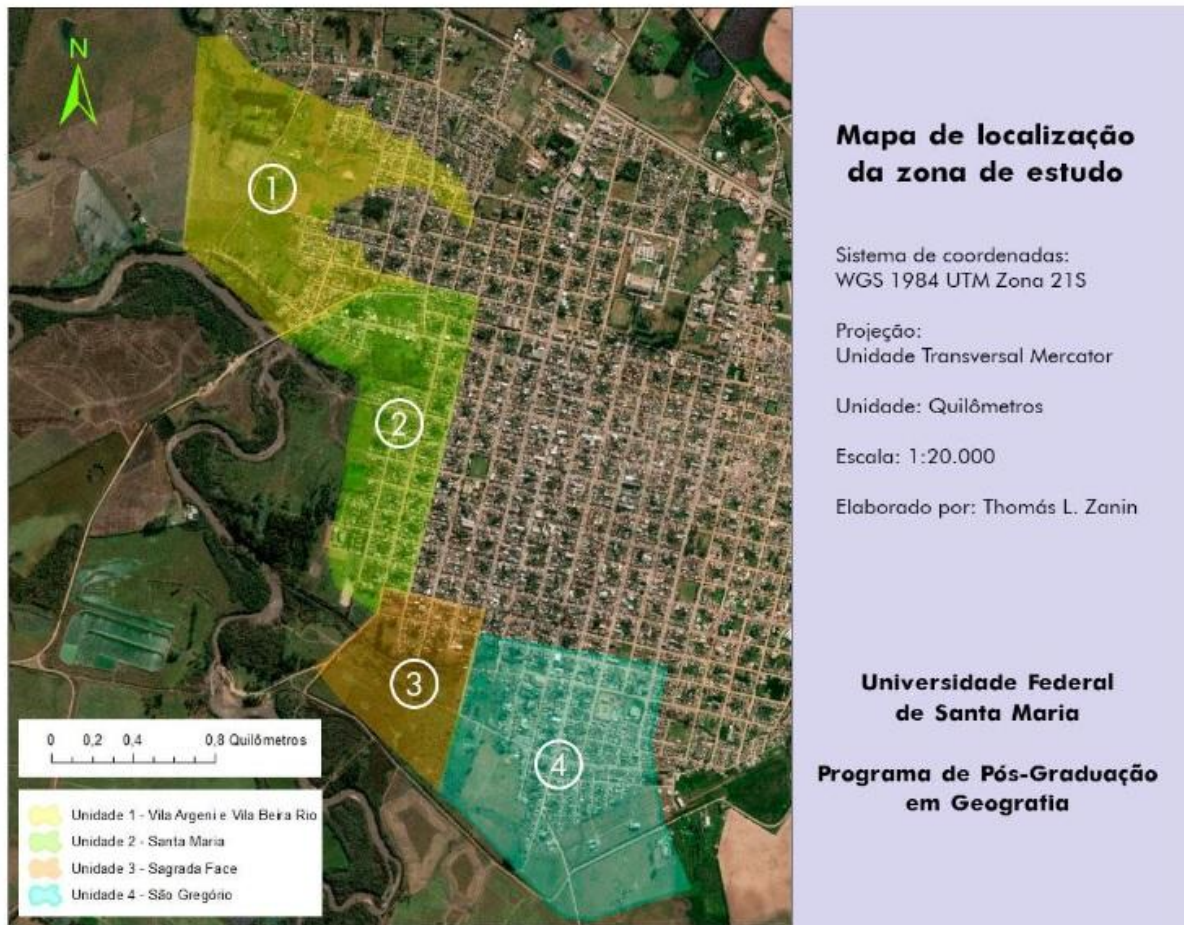 N
1
2
3
4
0 0,2 0,4 0,8 Quilômetros
Unidade 1 - Vila Argeni e Vila Beira Rio
Unidade 2 - Santa Maria
Unidade 3 - Sagrada Face
Unidade 4 - São Gregório
Mapa de localização
da zona de estudo
Sistema de coordenadas:
WGS 1984 UTM Zona 21S
Projeção:
Unidade Transversal Mercator
Unidade: Quilômetros
Escala: 1:20.000
Elaborado por: Thomás L. Zanin
Universidade Federal
de Santa Maria
Programa de Pós-Graduação
em Geografia